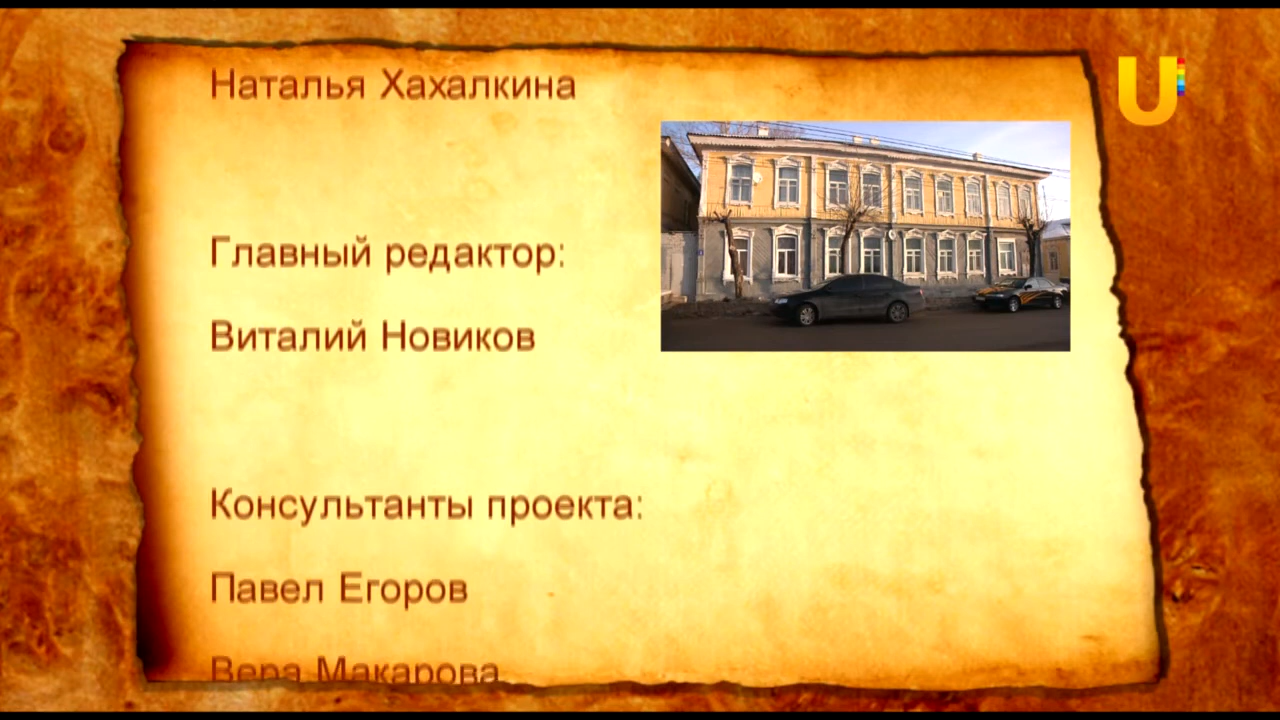 Наталья Хахалкина
U
Главный редактор:
Виталий Новиков
Консультанты проекта:
Павел Егоров
Вера Макарова